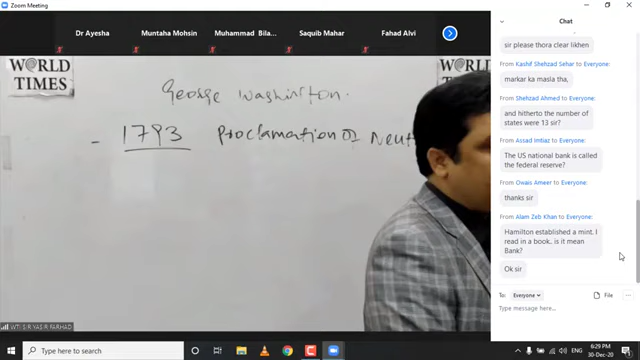 Zoom Meeting
Dr Ayesha
Muntaha Mohsin
Muhammad Bila...
Saquib Mahar
Fahad Alvi
W RLD
TIMES
W RLD
TIMES
George Washington.
- 1793 Proclamation of Neut
WTI- SIR YASIR FARHAD
Chat
sir please thora clear likhen
From Kashif Shehzad Sehar to Everyone:
markar ka masla tha,
From Shehzad Ahmed to Everyone:
and hitherto the number of
states were 13 sir?
From Assad Imtiaz to Everyone:
The US national bank is called
the federal reserve?
From Owais Ameer to Everyone:
thanks sir
From Alam Zeb Khan to Everyone:
Hamilton established a mint. I
read in a book.. is it mean
Bank?
Ok sir
To: Everyone
File
Type message here...
Type here to search
6:29 PM
30-Dec-20